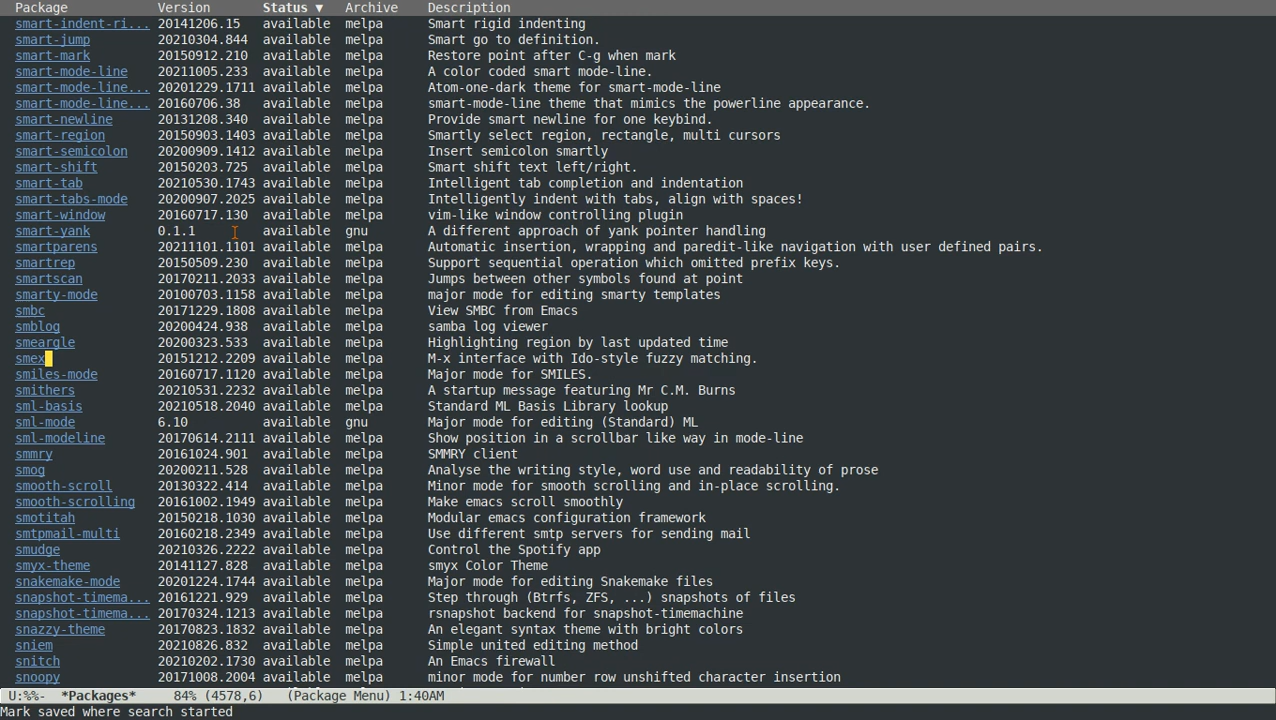 Package Version Status ▼ Archive Description
smart-indent-ri... 20141206.15 available melpa Smart rigid indenting
smart-jump 20210304.844 available melpa Smart go to definition.
smart-mark 20150912.210 available melpa Restore point after C-g when mark
smart-mode-line 20211005.233 available melpa A color coded smart mode-line.
smart-mode-line... 20201229.1711 available melpa Atom-one-dark theme for smart-mode-line
smart-mode-line... 20160706.38 available melpa smart-mode-line theme that mimics the powerline appearance.
smart-newline 20131208.340 available melpa Provide smart newline for one keybind.
smart-region 20150903.1403 available melpa Smartly select region, rectangle, multi cursors
smart-semicolon 20200909.1412 available melpa Insert semicolon smartly
smart-shift 20150203.725 available melpa Smart shift text left/right.
smart-tab 20210530.1743 available melpa Intelligent tab completion and indentation
smart-tabs-mode 20200907.2025 available melpa Intelligently indent with tabs, align with spaces!
smart-window 20160717.130 available melpa vim-like window controlling plugin
smart-yank 0.1.1 available gnu A different approach of yank pointer handling
smartparens 20211101.1101 available melpa Automatic insertion, wrapping and paredit-like navigation with user defined pairs.
smartrep 20150509.230 available melpa Support sequential operation which omitted prefix keys.
smartscan 20170211.2033 available melpa Jumps between other symbols found at point
smarty-mode 20100703.1158 available melpa major mode for editing smarty templates
smbc 20171229.1808 available melpa View SMBC from Emacs
smblog 20200424.938 available melpa samba log viewer
smeargle 20200323.533 available melpa Highlighting region by last updated time
smex 20151212.2209 available melpa M-x interface with Ido-style fuzzy matching.
smiles-mode 20160717.1120 available melpa Major mode for SMILES.
smithers 20210531.2232 available melpa A startup message featuring Mr C.M. Burns
sml-basis 20210518.2040 available melpa Standard ML Basis Library lookup
sml-mode 6.10 available gnu Major mode for editing (Standard) ML
sml-modeline 20170614.2111 available melpa Show position in a scrollbar like way in mode-line
smmry 20161024.901 available melpa SMMRY client
smog 20200211.528 available melpa Analyse the writing style, word use and readability of prose
smooth-scroll 20130322.414 available melpa Minor mode for smooth scrolling and in-place scrolling.
smooth-scrolling 20161002.1949 available melpa Make emacs scroll smoothly
smotitah 20150218.1030 available melpa Modular emacs configuration framework
smtpmail-multi 20160218.2349 available melpa Use different smtp servers for sending mail
smudge 20210326.2222 available melpa Control the Spotify app
smyx-theme 20141127.828 available melpa smyx Color Theme
snakemake-mode 20201224.1744 available melpa Major mode for editing Snakemake files
snapshot-timema... 20161221.929 available melpa Step through (Btrfs, ZFS, ...) snapshots of files
snapshot-timema... 20170324.1213 available melpa rsnapshot backend for snapshot-timemachine
snazzy-theme 20170823.1832 available melpa An elegant syntax theme with bright colors
sniem 20210826.832 available melpa Simple united editing method
snitch 20210202.1730 available melpa An Emacs firewall
snoopy 20171008.2004 available melpa minor mode for number row unshifted character insertion
U:%%- *Packages* 84% (4578,6) (Package Menu) 1:40AM
Mark saved where search started